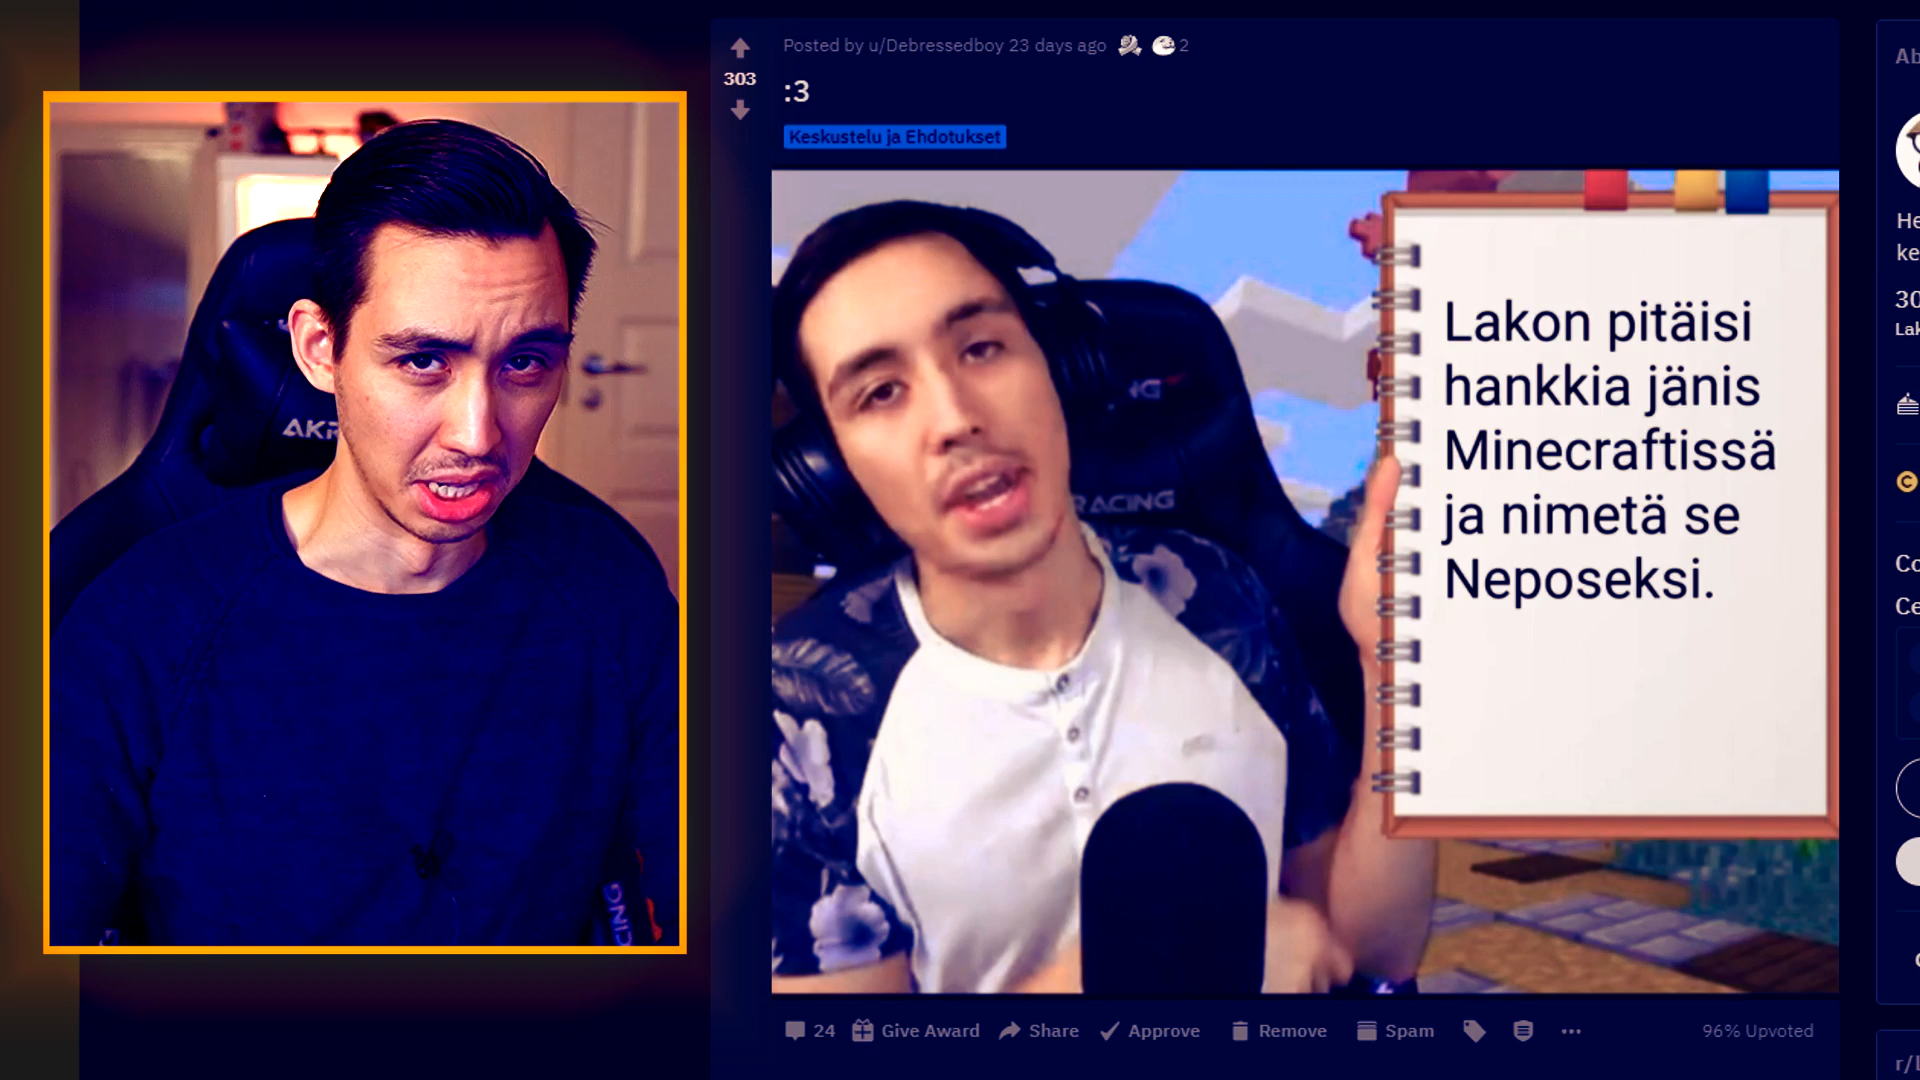 Posted by u/Debressedboy 23 days ago 2
303
:3
Keskustelu ja Ehdotukset
Lakon pitäisi
hankkia jänis
Minecraftissä
ja nimetä se
Neposeksi.
RACING
24 Give Award Share Approve Remove Spam 96% Upvoted